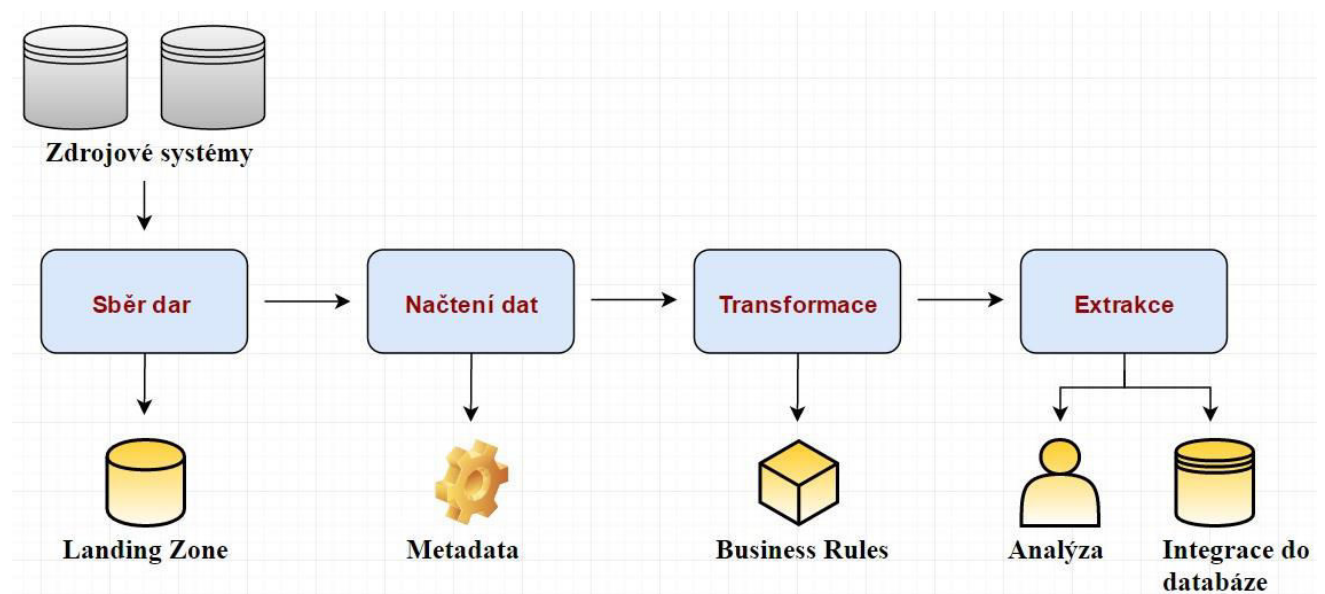 Zdrojové systémy
Sběr dar
Načtení dat
Transformace
Extrakce
Landing Zone
Metadata
Business Rules
Analýza
Integrace do
databáze